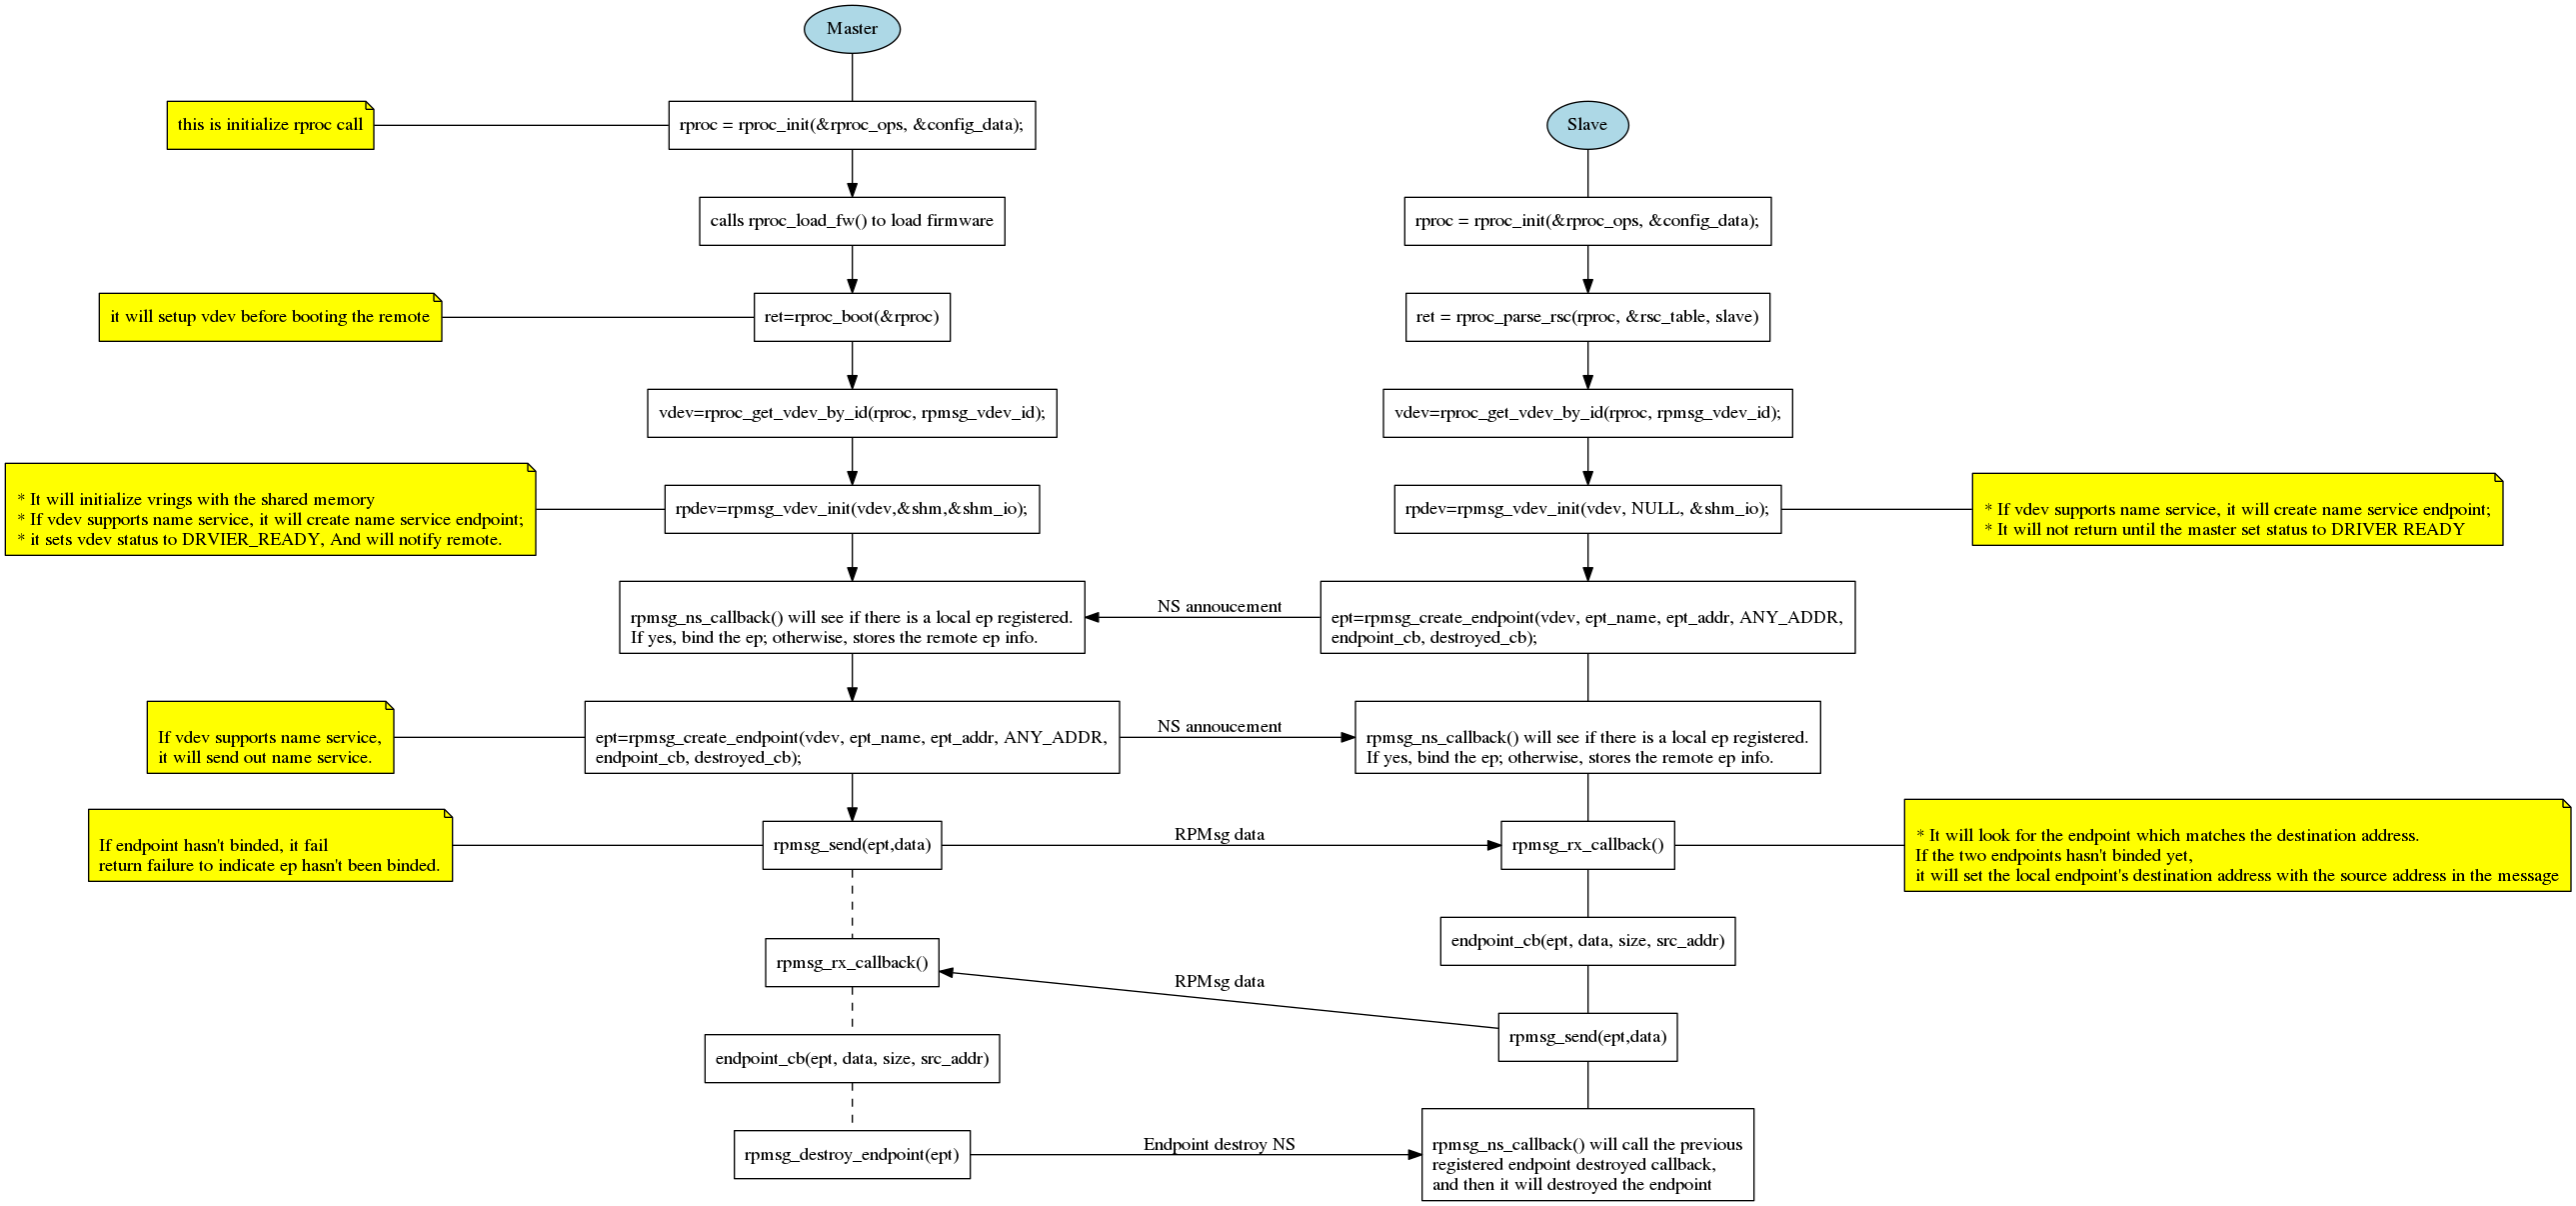 Master
this is initialize rproc call
rproc = rproc_init(&rproc_ops, &config_data);
Slave
calls rproc_load_fw() to load firmware
rproc = rproc_init(&rproc_ops, &config_data);
it will setup vdev before booting the remote
ret=rproc_boot(&rproc)
ret = rproc_parse_rsc(rproc, &rsc_table, slave)
vdev=rproc_get_vdev_by_id(rproc, rpmsg_vdev_id);
vdev=rproc_get_vdev_by_id(rproc, rpmsg_vdev_id);
* It will initialize vrings with the shared memory
* If vdev supports name service, it will create name service endpoint;
* it sets vdev status to DRVIER_READY, And will notify remote.
rpdev=rpmsg_vdev_init(vdev,&shm,&shm_io);
rpdev=rpmsg_vdev_init(vdev, NULL, &shm_io);
* If vdev supports name service, it will create name service endpoint;
* It will not return until the master set status to DRIVER READY
rpmsg_ns_callback() will see if there is a local ep registered.
If yes, bind the ep; otherwise, stores the remote ep info.
NS annoucement
ept=rpmsg_create_endpoint(vdev, ept_name, ept_addr, ANY_ADDR,
endpoint_cb, destroyed_cb);
If vdev supports name service,
it will send out name service.
ept=rpmsg_create_endpoint(vdev, ept_name, ept_addr, ANY_ADDR,
endpoint_cb, destroyed_cb);
NS annoucement
rpmsg_ns_callback() will see if there is a local ep registered.
If yes, bind the ep; otherwise, stores the remote ep info.
If endpoint hasn't binded, it fail
return failure to indicate ep hasn't been binded.
rpmsg_send(ept,data)
RPMsg data
rpmsg_rx_callback()
* It will look for the endpoint which matches the destination address.
If the two endpoints hasn't binded yet,
it will set the local endpoint's destination address with the source address in the message
endpoint_cb(ept, data, size, src_addr)
rpmsg_rx_callback()
RPMsg data
rpmsg_send(ept,data)
endpoint_cb(ept, data, size, src_addr)
rpmsg_destroy_endpoint(ept)
Endpoint destroy NS
rpmsg_ns_callback() will call the previous
registered endpoint destroyed callback,
and then it will destroyed the endpoint